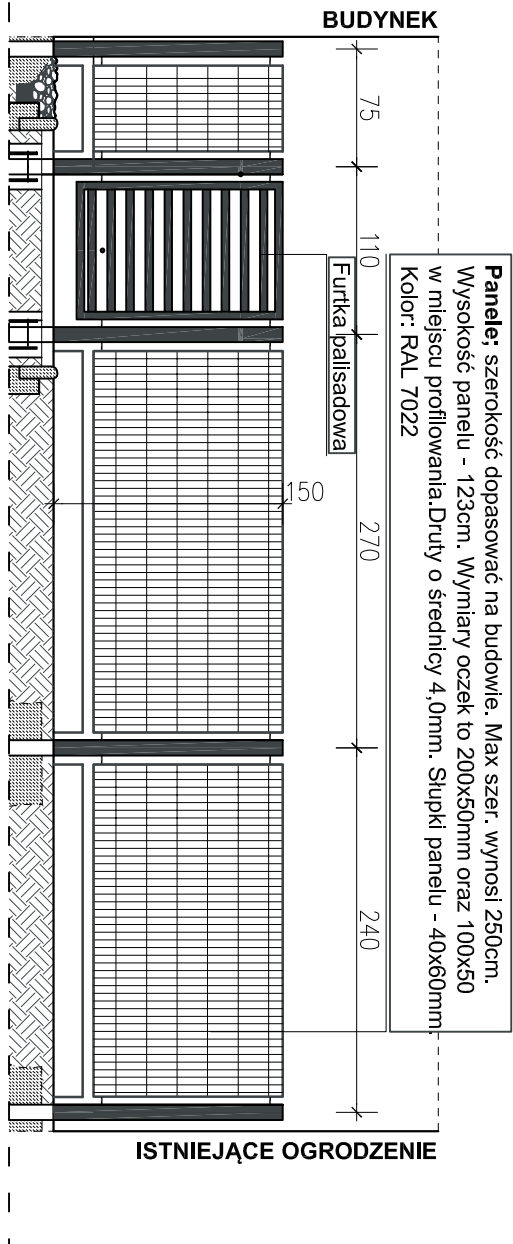 BUDYNEK
Panele; szerokość dopasować na budowie. Max szer. wynosi 250cm.
Wysokość panelu - 123cm. Wymiary oczek to 200x50mm oraz 100x50
w miejscu profilowania.Druty o średnicy 4,0mm. Słupki panelu - 40x60mm.
Kolor: RAL 7022
Furtka palisadowa
75
110
270
240
150
ISTNIEJĄCE OGRODZENIE